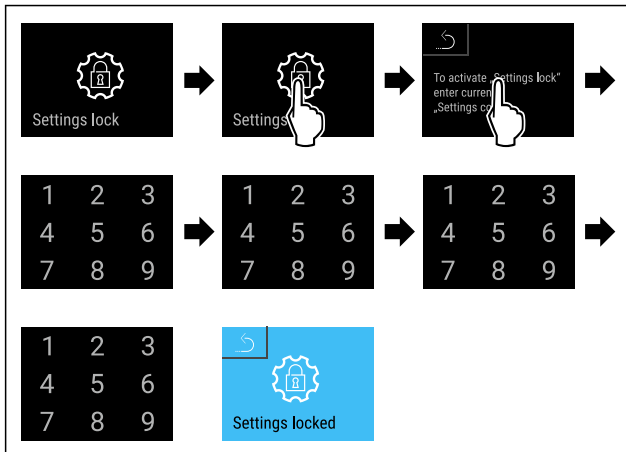 Settings lock
Settings
To activate „Settings lock“
enter curren
„Settings co
1 2 3
4 5 6
7 8 9
1 2 3
4 5 6
7 8 9
1 2 3
4 5 6
7 8 9
1 2 3
4 5 6
7 8 9
Settings locked